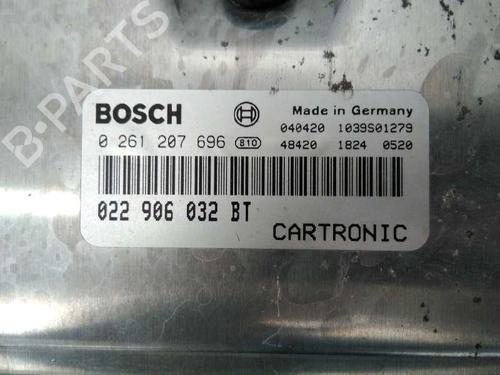 B-PARTS
BOSCH
Made in Germany
0 261 207 696 B10
040420 1039S01279
48420 1824 0520
022 906 032 BT
CARTRONIC